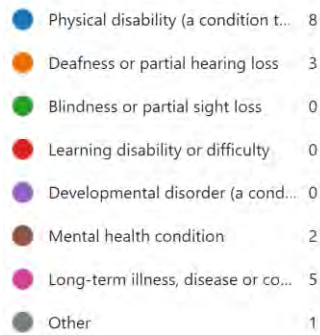 Physical disability (a condition t... 8
Deafness or partial hearing loss 3
Blindness or partial sight loss 0
Learning disability or difficulty 0
Developmental disorder (a cond... 0
Mental health condition 2
Long-term illness, disease or co... 5
Other 1